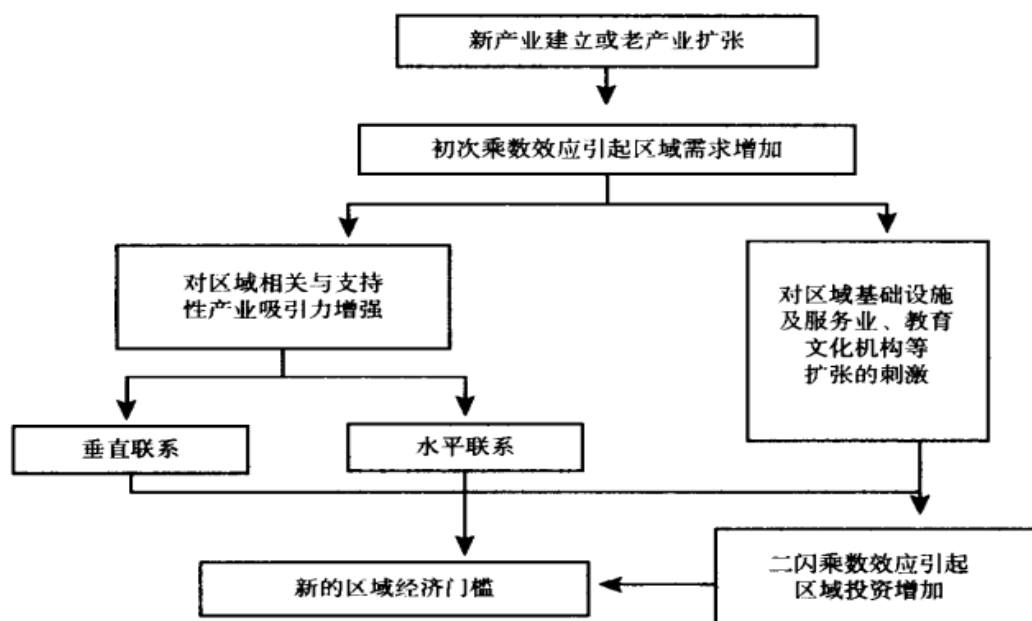 新产业建立或老产业扩张
初次乘数效应引起区域需求增加
对区域相关与支持
性产业吸引力增强
对区域基础设施
及服务业、教育
文化机构等
扩张的刺激
垂直联系
水平联系
二闪乘数效应引起
区域投资增加
新的区域经济门槛